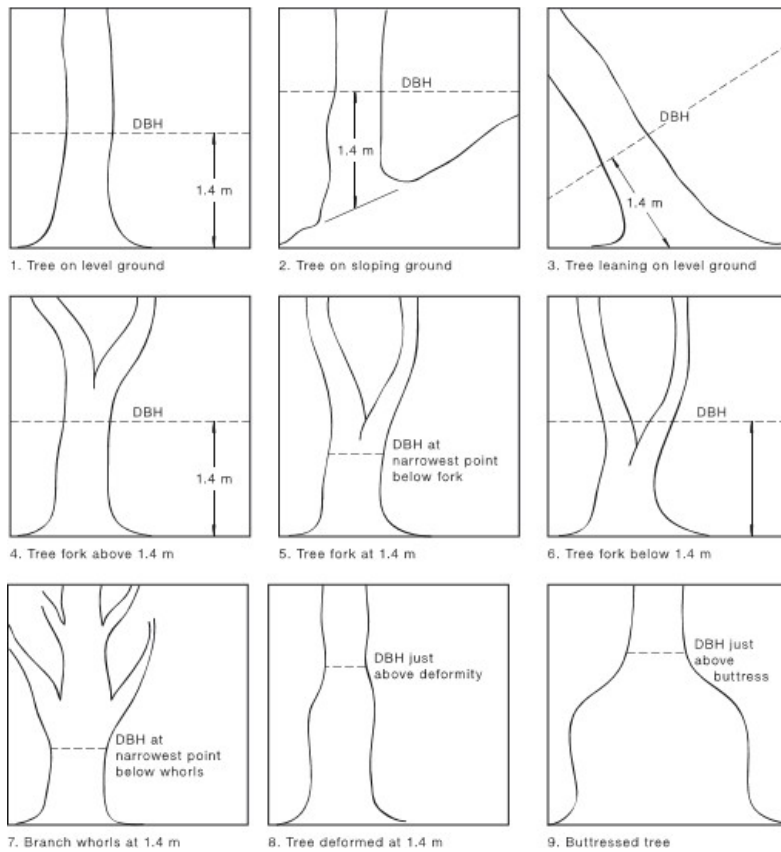 DBH
1.4 m
1. Tree on level ground
DBH
1.4 m
2. Tree on sloping ground
DBH
1.4 m
3. Tree leaning on level ground
DBH
1.4 m
4. Tree fork above 1.4 m
DBH at
narrowest point
below fork
5. Tree fork at 1.4 m
DBH
6. Tree fork below 1.4 m
DBH at
narrowest point
below whorls
7. Branch whorls at 1.4 m
DBH just
above deformity
8. Tree deformed at 1.4 m
DBH just
above
buttress
9. Buttressed tree